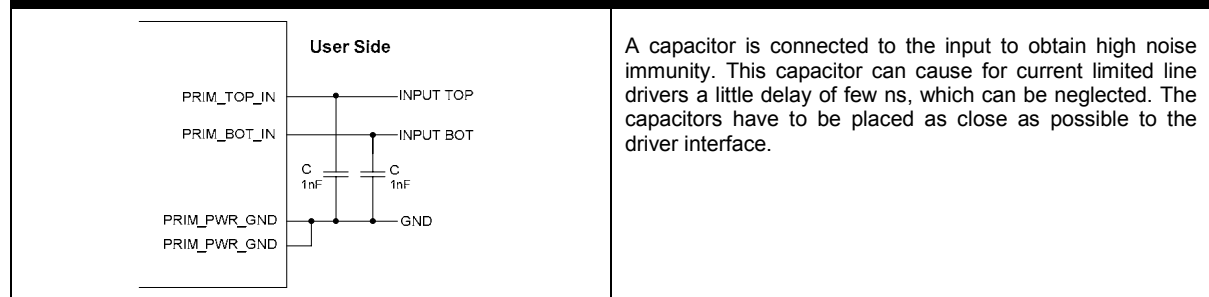 User Side
PRIM_TOP_IN
INPUT TOP
PRIM_BOT_IN
INPUT BOT
C
1nF
C
1nF
PRIM_PWR_GND
GND
PRIM_PWR_GND
A capacitor is connected to the input to obtain high noise
immunity. This capacitor can cause for current limited line
drivers a little delay of few ns, which can be neglected. The
capacitors have to be placed as close as possible to the
driver interface.